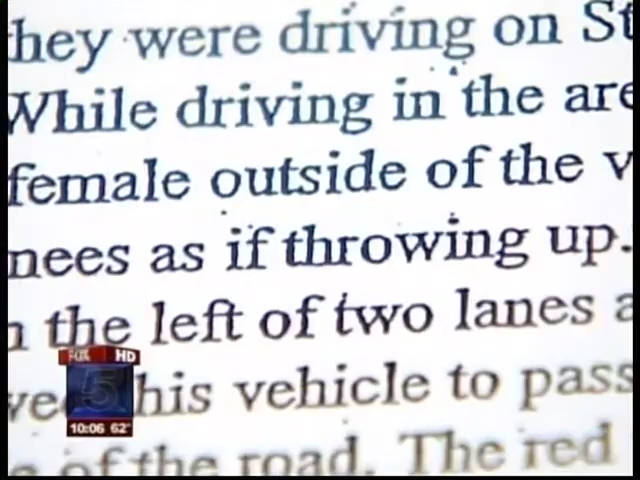 hey were driving on St
While driving in the are
female outside of the v
nees as if throwing up.
n the left of two lanes a
ve his vehicle to pass
e of the road. The red
FOX HD
5
10:06 62°